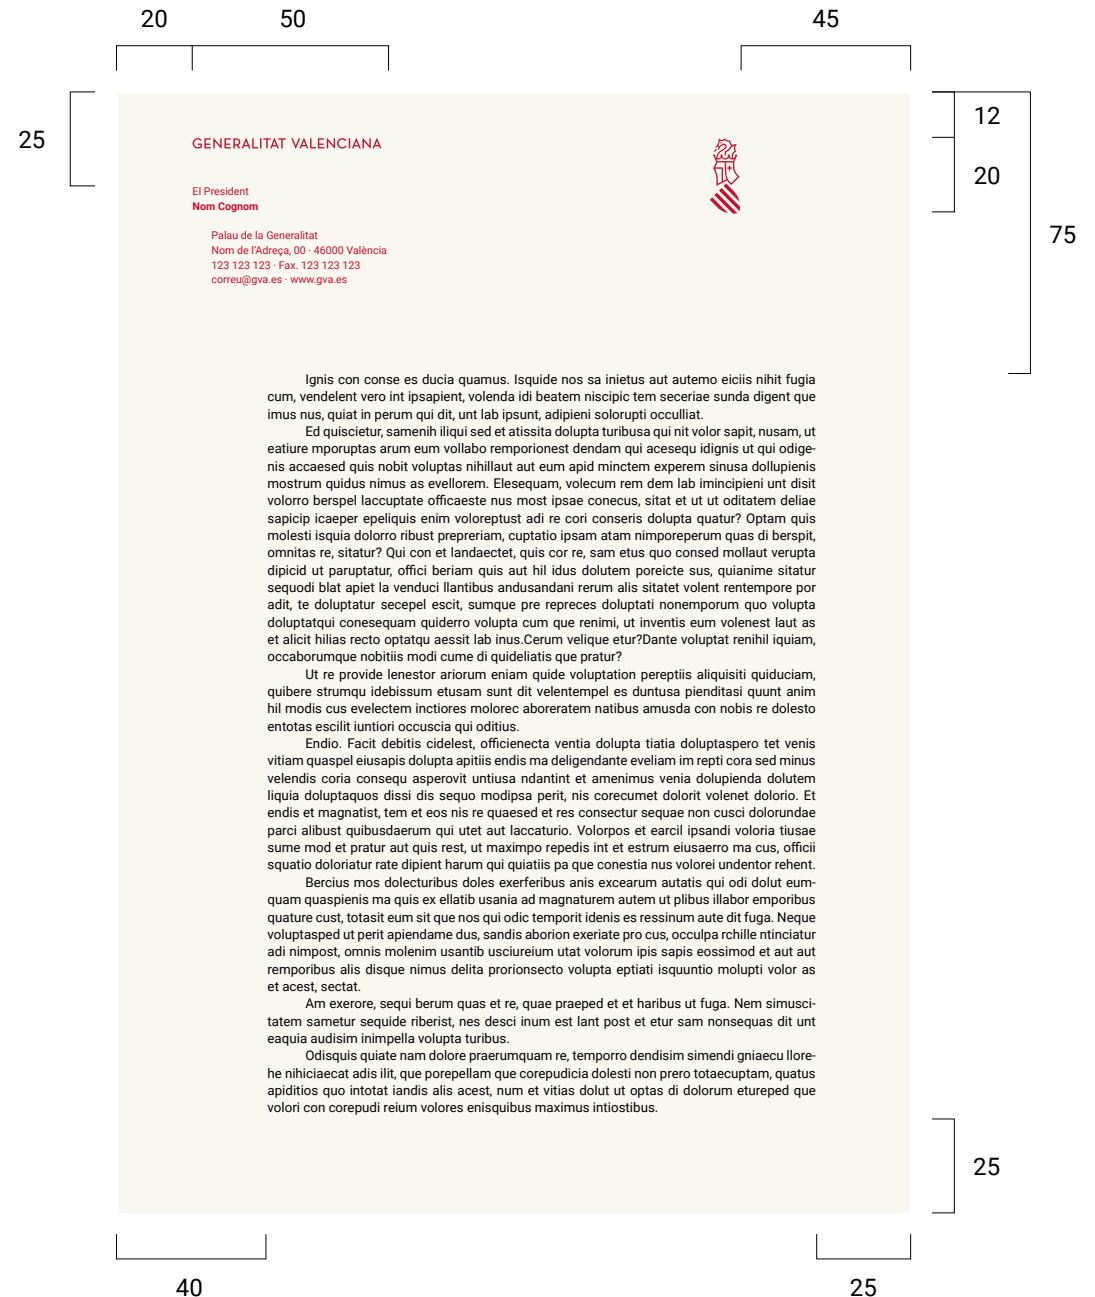 20
50
45
25
12
20
75
GENERALITAT VALENCIANA
El President
Nom Cognom
Palau de la Generalitat
Nom de l'Adreça, 00 · 46000 València
123 123 123 · Fax. 123 123 123
correu@gva.es · www.gva.es
Ignis con conse es ducia quamus. Isquide nos sa inietus aut autemo eiciis nihit fugia
cum, vendelent vero int ipsapient, volenda idi beatem niscipic tem seceriae sunda digent que
imus nus, quiat in perum qui dit, unt lab ipsunt, adipieni solorupti occulliat.
Ed quiscietur, samenih iliqui sed et atissita dolupta turibusa qui nit volor sapit, nusam, ut
eatiure mporuptas arum eum vollabo remporionest dendam qui acesequ idignis ut qui odige-
nis accaesed quis nobit voluptas nihillaut aut eum apid minctem experem sinusa dollupienis
mostrum quidus nimus as evellorem. Elesequam, volecum rem dem lab imincipieni unt disit
volorro berspel laccuptate officaeste nus most ipsae conecus, sitat et ut ut oditatem deliae
sapicip icaeper epeliquis enim voloreptust adi re cori conseris dolupta quatur? Optam quis
molesti isquia dolorro ribust prepreriam, cuptatio ipsam atam nimporeperum quas di berspit,
omnitas re, sitatur? Qui con et landaectet, quis cor re, sam etus quo consed mollaut verupta
dipicid ut paruptatur, offici beriam quis aut hil idus dolutem poreicte sus, quianime sitatur
sequodi blat apiet la venduci llantibus andusandani rerum alis sitatet volent rentempore por
adit, te doluptatur secepel escit, sumque pre repreces doluptati nonemporum quo volupta
doluptatqui conesequam quiderro volupta cum que renimi, ut inventis eum volenest laut as
et alicit hilias recto optatqu aessit lab inus.Cerum velique etur?Dante voluptat renihil iquiam,
occaborumque nobitiis modi cume di quideliatis que pratur?
Ut re provide lenestor ariorum eniam quide voluptation pereptiis aliquisiti quiduciam,
quibere strumqu idebissum etusam sunt dit velentempel es duntusa pienditasi quunt anim
hil modis cus evelectem inctiores molorec aboreratem natibus amusda con nobis re dolesto
entotas escilit iuntiori occuscia qui oditius.
Endio. Facit debitis cidelest, officienecta ventia dolupta tiatia doluptaspero tet venis
vitiam quaspel eiusapis dolupta apitiis endis ma deligendante eveliam im repti cora sed minus
velendis coria consequ asperovit untiusa ndantint et amenimus venia dolupienda dolutem
liquia doluptaquos dissi dis sequo modipsa perit, nis corecumet dolorit volenet dolorio. Et
endis et magnatist, tem et eos nis re quaesed et res consectur sequae non cusci dolorundae
parci alibust quibusdaerum qui utet aut laccaturio. Volorpos et earcil ipsandi voloria tiusae
sume mod et pratur aut quis rest, ut maximpo repedis int et estrum eiusaerro ma cus, officii
squatio doloriatur rate dipient harum qui quiatiis pa que conestia nus volorei undentor rehent.
Bercius mos dolecturibus doles exerferibus anis excearum autatis qui odi dolut eum-
quam quaspienis ma quis ex ellatib usania ad magnaturem autem ut plibus illabor emporibus
quature cust, totasit eum sit que nos qui odic temporit idenis es ressinum aute dit fuga. Neque
voluptasped ut perit apiendame dus, sandis aborion exeriate pro cus, occulpa rchille ntinciatur
adi nimpost, omnis molenim usantib usciureium utat volorum ipis sapis eossimod et aut aut
remporibus alis disque nimus delita prorionsecto volupta eptiati isquuntio molupti volor as
et acest, sectat.
Am exerore, sequi berum quas et re, quae praeped et et haribus ut fuga. Nem simusci-
tatem sametur sequide riberist, nes desci inum est lant post et etur sam nonsequas dit unt
eaquia audisim inimpella volupta turibus.
Odisquis quiate nam dolore praerumquam re, temporro dendisim simendi gniaecu llore-
he nihiciaecat adis ilit, que porepellam que corepudicia dolesti non prero totaecuptam, quatus
apiditios quo intotat iandis alis acest, num et vitias dolut ut optas di dolorum etureped que
volori con corepudi reium volores enisquibus maximus intiostibus.
25
40
25